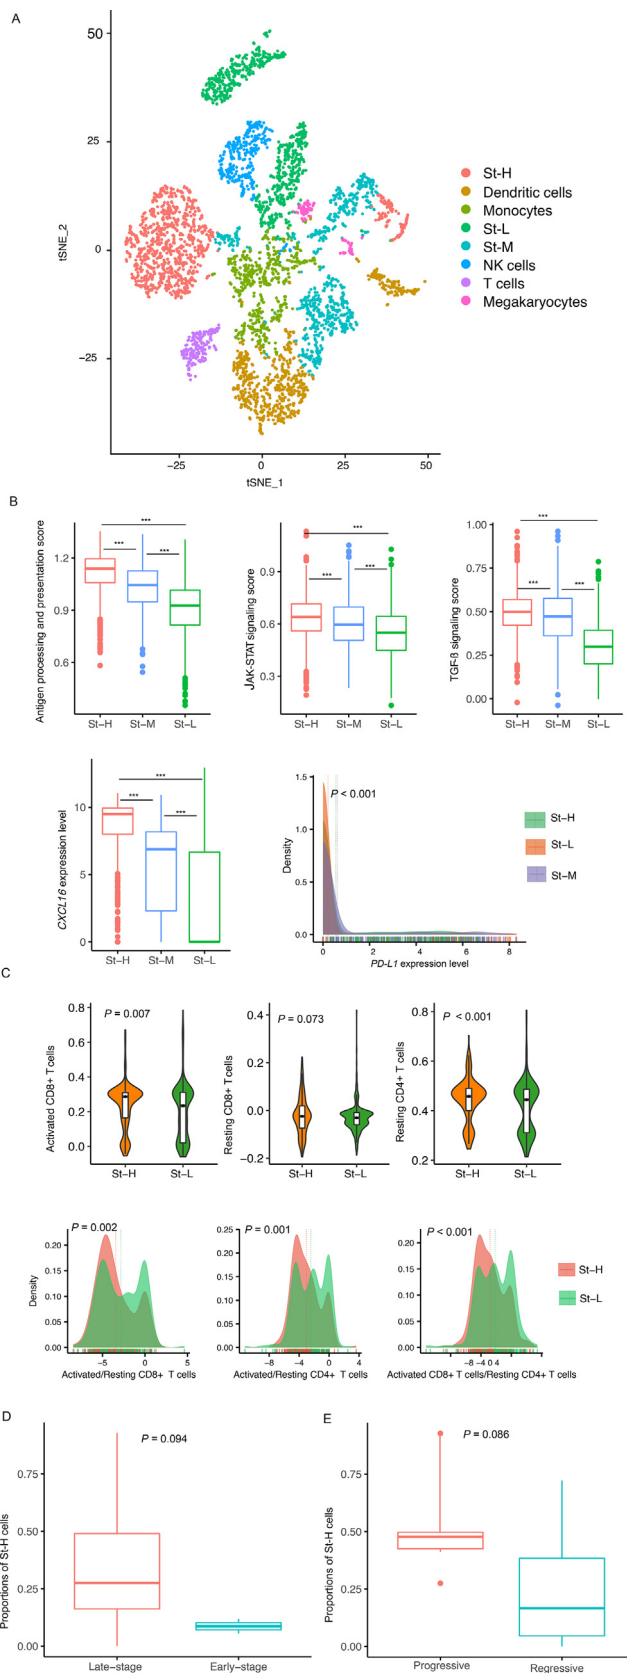 A
50
25
0
−25
tSNE_2
−25
0
25
50
tSNE_1
St-H
Dendritic cells
Monocytes
St-L
St-M
NK cells
T cells
Megakaryocytes
B
Antigen processing and presentation score
1.2
0.9
0.6
***
***
***
St-H
St-M
St-L
JAK-STAT signaling score
0.9
0.6
0.3
***
***
***
St-H
St-M
St-L
TGF-ß signaling score
1.00
0.75
0.50
0.25
0.00
***
***
***
St-H
St-M
St-L
CXCL16 expression level
10
5
0
***
***
***
St-H
St-M
St-L
Density
1.5
1.0
0.5
0.0
P < 0.001
0
2
4
6
8
PD-L1 expression level
St-H
St-L
St-M
C
Activated CD8+ T cells
0.8
0.6
0.4
0.2
0.0
P = 0.007
St-H
St-L
Resting CD8+ T cells
0.4
0.2
0.0
−0.2
P = 0.073
St-H
St-L
Resting CD4+ T cells
0.8
0.6
0.4
0.2
P < 0.001
St-H
St-L
Density
P = 0.002
0.20
0.15
0.10
0.05
0.00
−5
0
5
Activated/Resting CD8+ T cells
P = 0.001
0.25
0.20
0.15
0.10
0.05
0.00
−8
−4
0
4
Activated/Resting CD4+ T cells
P < 0.001
0.20
0.15
0.10
0.05
0.00
−8 −4 0 4
Activated CD8+ T cells/Resting CD4+ T cells
St-H
St-L
D
Proportions of St-H cells
P = 0.094
0.75
0.50
0.25
0.00
Late-stage
Early-stage
E
Proportions of St-H cells
P = 0.086
0.75
0.50
0.25
0.00
Progressive
Regressive